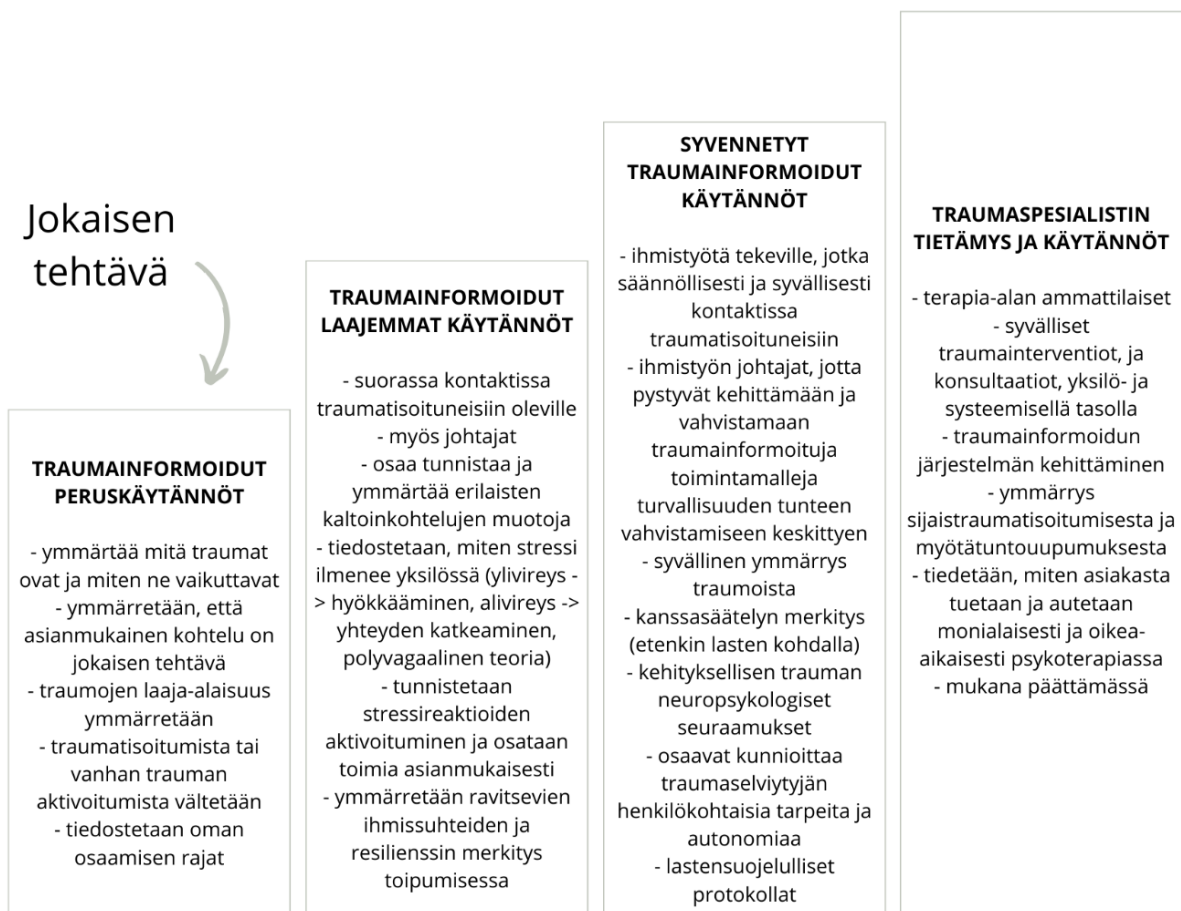 Jokaisen
tehtävä
TRAUMAINFORMOIDUT
PERUSKÄYTÄNNÖT
- ymmärtää mitä traumat
ovat ja miten ne vaikuttavat
- ymmärretään, että
asianmukainen kohtelu on
jokaisen tehtävä
- traumojen laaja-alaisuus
ymmärretään
- traumatisoitumista tai
vanhan trauman
aktivoitumista vältetään
- tiedostetaan oman
osaamisen rajat
TRAUMAINFORMOIDUT
LAAJEMMAT KÄYTÄNNÖT
- suorassa kontaktissa
traumatisoituneisiin oleville
- myös johtajat
- osaa tunnistaa ja
ymmärtää erilaisten
kaltoinkohtelujen muotoja
- tiedostetaan, miten stressi
ilmenee yksilössä (ylivireys -
> hyökkääminen, alivireys ->
yhteyden katkeaminen,
polyvagaalinen teoria)
- tunnistetaan
stressireaktioiden
aktivoituminen ja osataan
toimia asianmukaisesti
- ymmärretään ravitsevien
ihmissuhteiden ja
resilienssin merkitys
toipumisessa
SYVENNETYT
TRAUMAINFORMOIDUT
KÄYTÄNNÖT
- ihmistyötä tekeville, jotka
säännöllisesti ja syvällisesti
kontaktissa
traumatisoituneisiin
- ihmistyön johtajat, jotta
pystyvät kehittämään ja
vahvistamaan
traumainformoituja
toimintamalleja
turvallisuuden tunteen
vahvistamiseen keskittyen
- syvällinen ymmärrys
traumoista
- kanssasäätelyn merkitys
(etenkin lasten kohdalla)
- kehityksellisen trauman
neuropsykologiset
seuraamukset
- osaavat kunnioittaa
traumaselviytyjän
henkilökohtaisia tarpeita ja
autonomiaa
- lastensuojelulliset
protokollat
TRAUMASPESIALISTIN
TIETÄMYS JA KÄYTÄNNÖT
- terapia-alan ammattilaiset
- syvälliset
traumainterventiot, ja
konsultaatiot, yksilö- ja
systeemisellä tasolla
- traumainformoidun
järjestelmän kehittäminen
- ymmärrys
sijaistraumatisoitumisesta ja
myötätuntouupumuksesta
- tiedetään, miten asiakasta
tuetaan ja autetaan
monialaisesti ja oikea-
aikaisesti psykoterapiassa
- mukana päättämässä